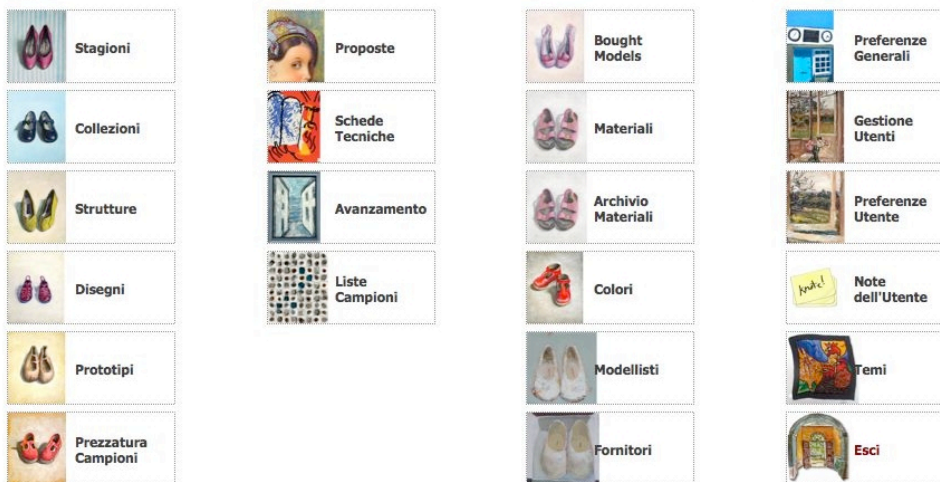 Stagioni
Collezioni
Strutture
Disegni
Prototipi
Prezzatura
Campioni
Proposte
Schede
Tecniche
Avanzamento
Liste
Campioni
Bought
Models
Materiali
Archivio
Materiali
Colori
Modellisti
Fornitori
Preferenze
Generali
Gestione
Utenti
Preferenze
Utente
Note
dell'Utente
Temi
Esci